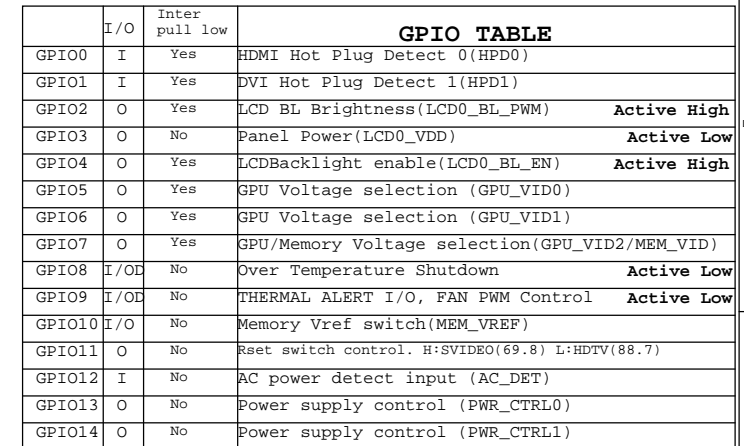 I/O Inter pull low GPIO TABLE
GPIO0 I Yes HDMI Hot Plug Detect 0(HPD0)
GPIO1 I Yes DVI Hot Plug Detect 1(HPD1)
GPIO2 O Yes LCD BL Brightness(LCD0_BL_PWM) Active High
GPIO3 O No Panel Power(LCD0_VDD) Active Low
GPIO4 O Yes LCDBacklight enable(LCD0_BL_EN) Active High
GPIO5 O Yes GPU Voltage selection (GPU_VID0)
GPIO6 O Yes GPU Voltage selection (GPU_VID1)
GPIO7 O Yes GPU/Memory Voltage selection(GPU_VID2/MEM_VID)
GPIO8 I/OD No Over Temperature Shutdown Active Low
GPIO9 I/OD No THERMAL ALERT I/O, FAN PWM Control Active Low
GPIO10 I/O No Memory Vref switch(MEM_VREF)
GPIO11 O No Rset switch control. H:SVIDEO(69.8) L:HDTV(88.7)
GPIO12 I No AC power detect input (AC_DET)
GPIO13 O No Power supply control (PWR_CTRL0)
GPIO14 O No Power supply control (PWR_CTRL1)